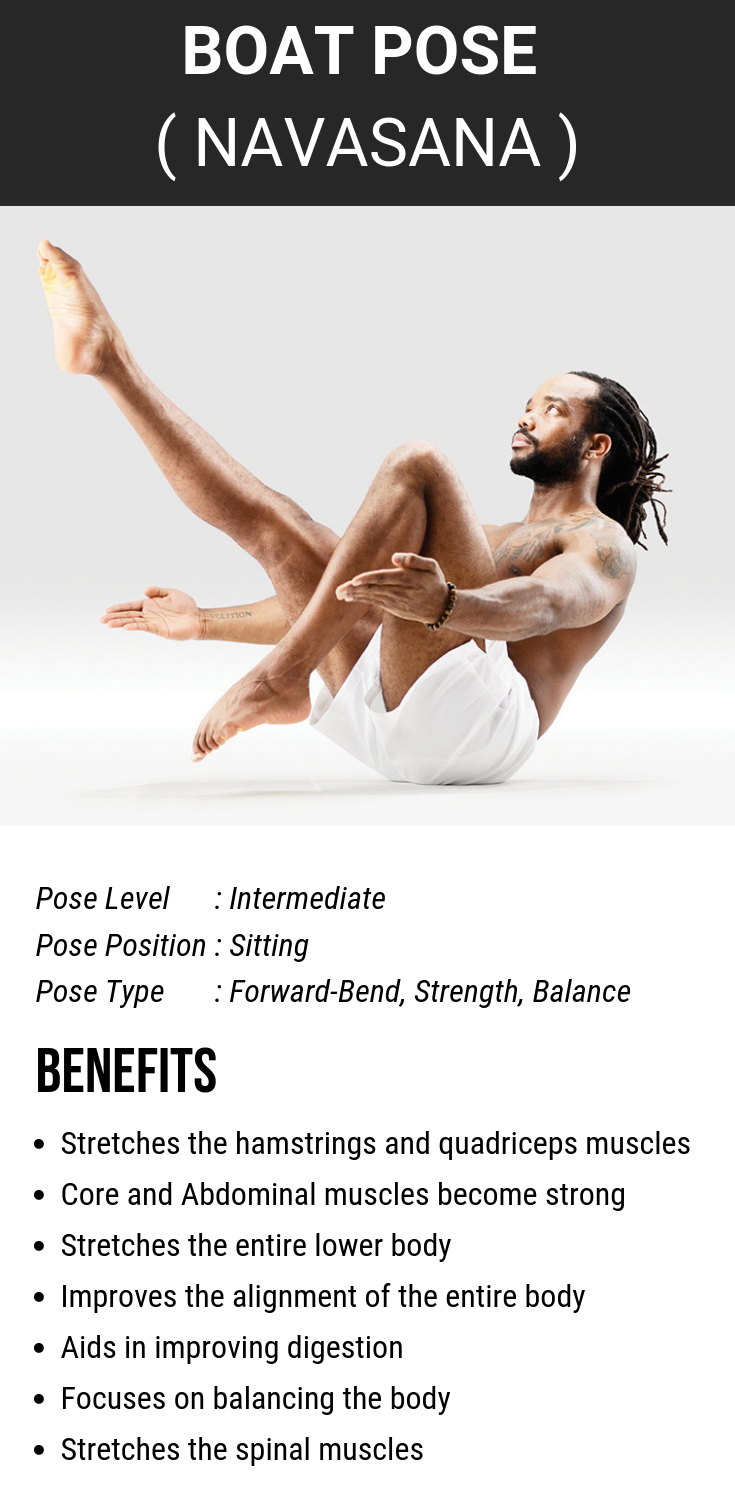 BOAT POSE
( NAVASANA )
VOLITION
Pose Level : Intermediate
Pose Position : Sitting
Pose Type : Forward-Bend, Strength, Balance
BENEFITS
• Stretches the hamstrings and quadriceps muscles
• Core and Abdominal muscles become strong
• Stretches the entire lower body
• Improves the alignment of the entire body
• Aids in improving digestion
• Focuses on balancing the body
• Stretches the spinal muscles